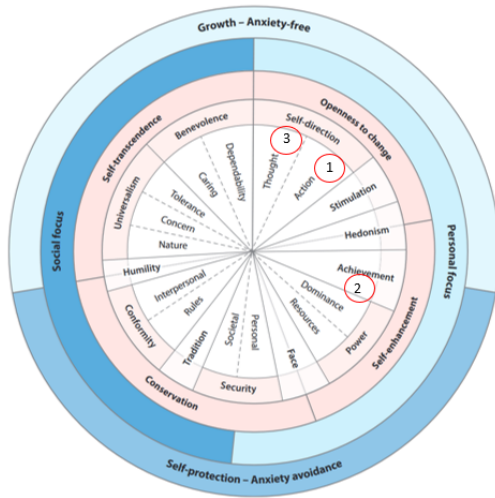 Growth – Anxiety-free
Openness to change
Self-transcendence
Benevolence
Self-direction
3
1
Dependability
Thought
Action
Caring
Stimulation
Universalism
Tolerance
Concern
Nature
Hedonism
Social focus
Personal focus
Humility
Achievement
2
Interpersonal
Dominance
Rules
Resources
Conformity
Power
Self-enhancement
Tradition
Societal
Personal
Face
Security
Conservation
Self-protection – Anxiety avoidance